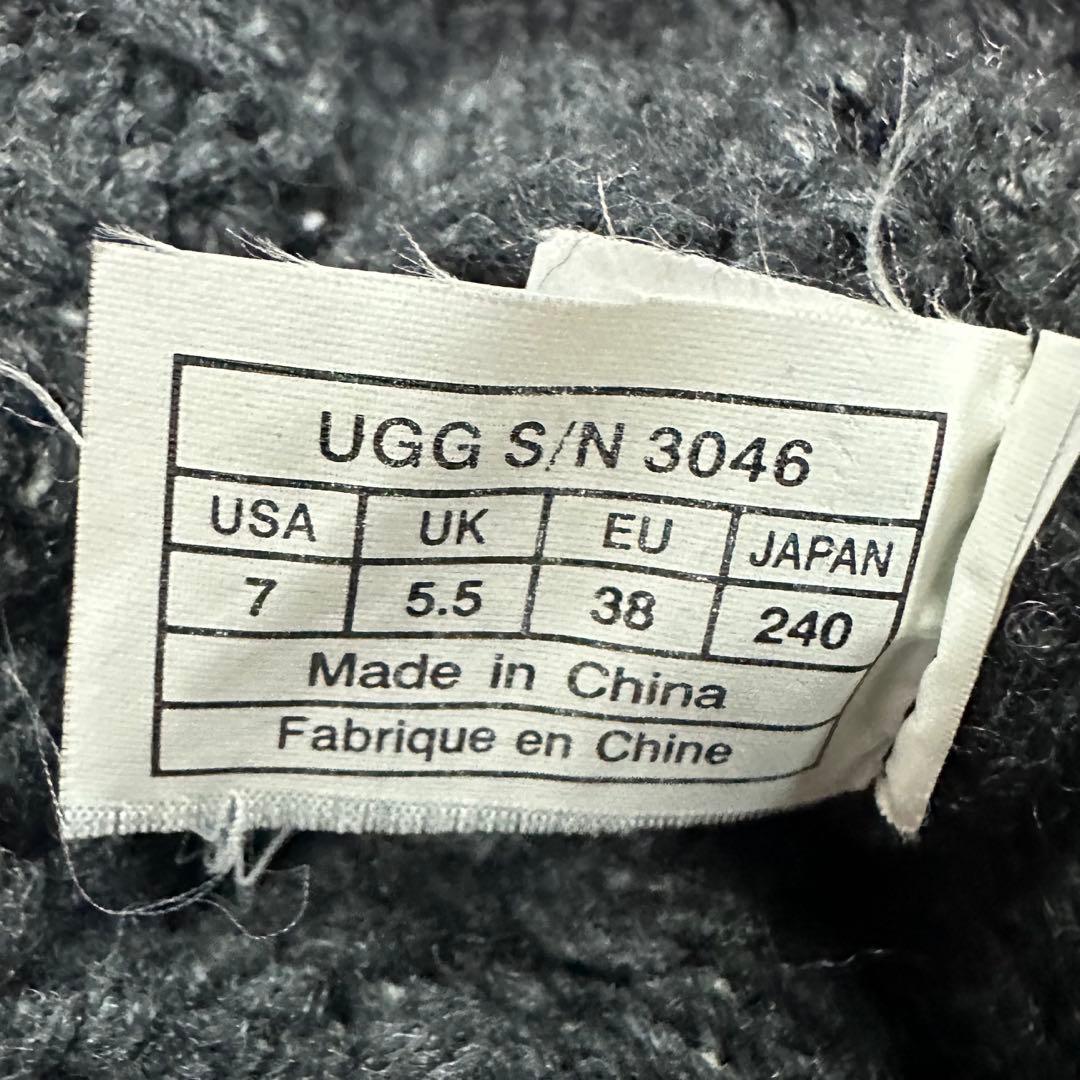 UGG S/N 3046
USA UK EU JAPAN
7 5.5 38 240
Made in China
Fabrique en Chine